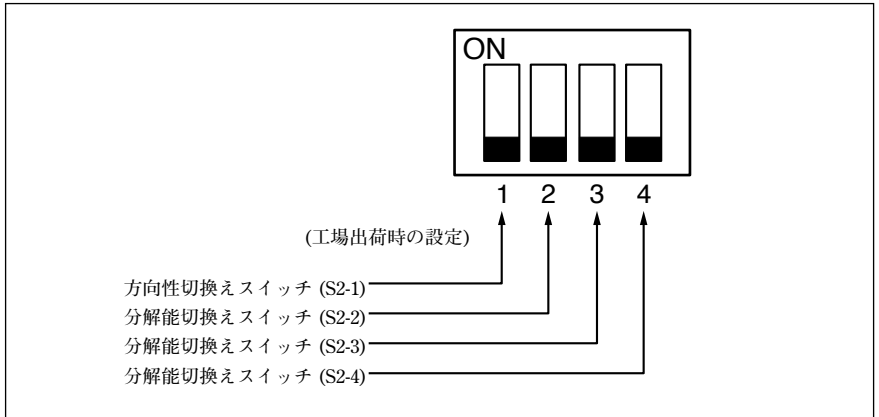 ON
1 2 3 4
(工場出荷時の設定)
方向性切換えスイッチ (S2-1)
分解能切換えスイッチ (S2-2)
分解能切換えスイッチ (S2-3)
分解能切換えスイッチ (S2-4)